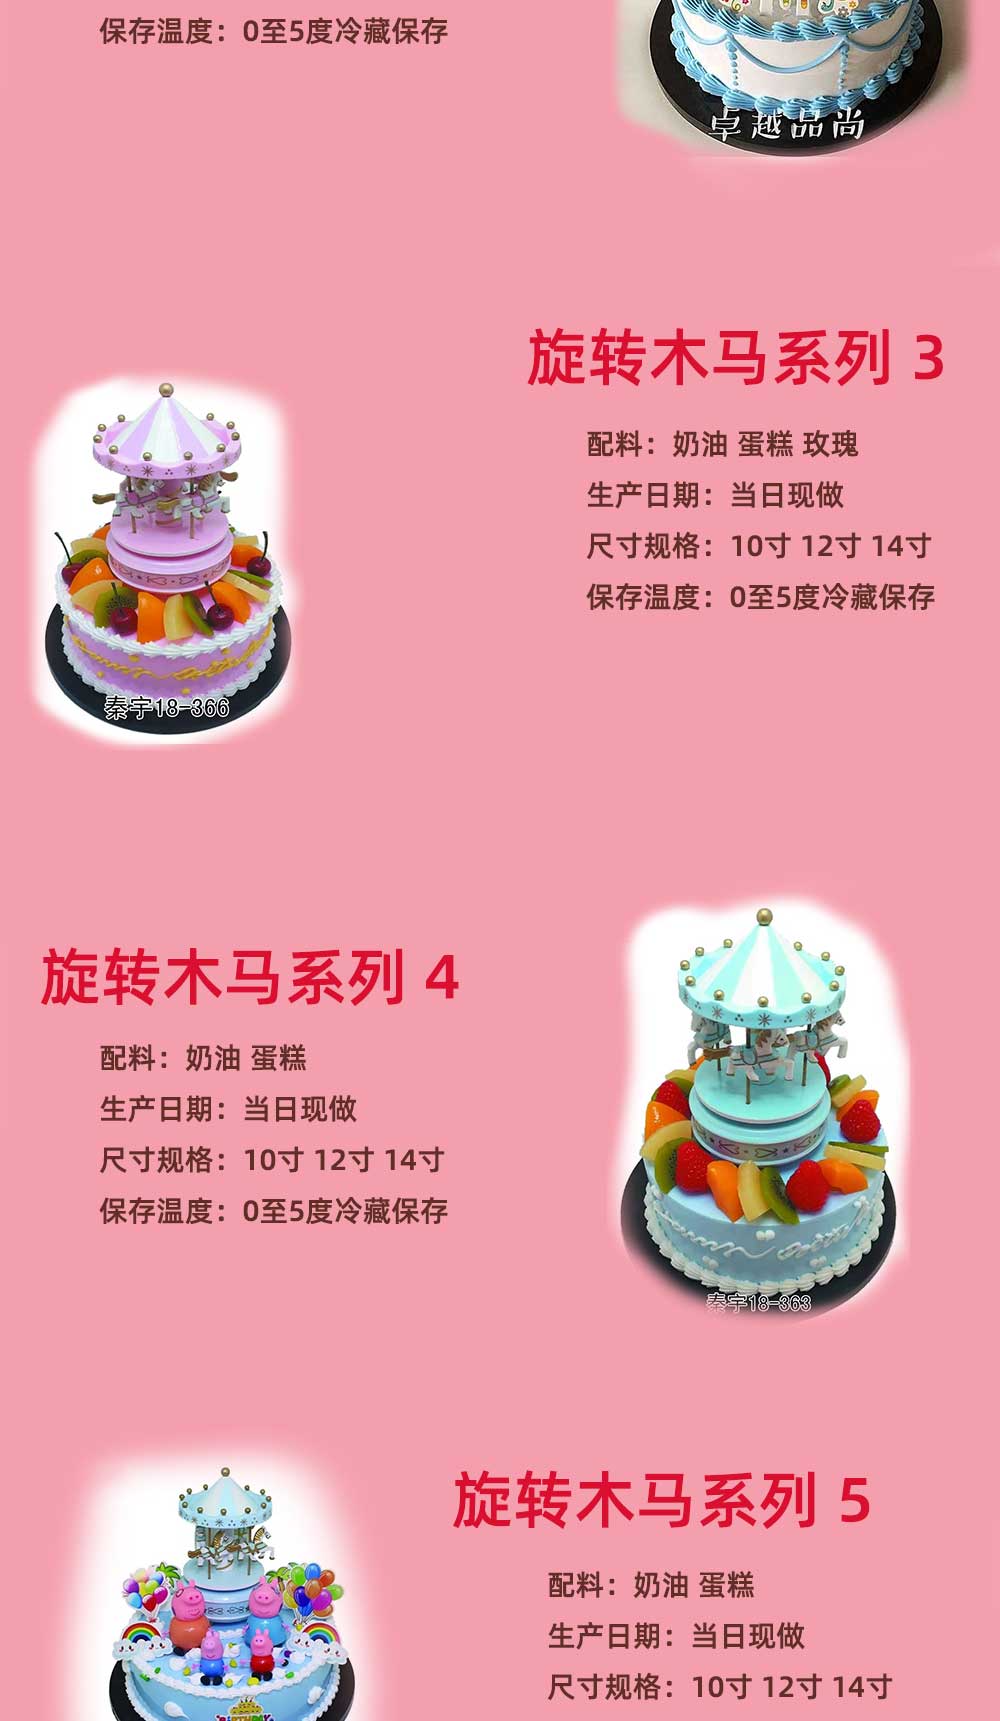 保存温度：0至5度冷藏保存
卓越品尚
旋转木马系列 3
配料：奶油 蛋糕 玫瑰
生产日期：当日现做
尺寸规格：10寸 12寸 14寸
保存温度：0至5度冷藏保存
秦宇18-366
旋转木马系列 4
配料：奶油 蛋糕
生产日期：当日现做
尺寸规格：10寸 12寸 14寸
保存温度：0至5度冷藏保存
秦宇18-363
旋转木马系列 5
配料：奶油 蛋糕
生产日期：当日现做
尺寸规格：10寸 12寸 14寸
BIRTHDAY